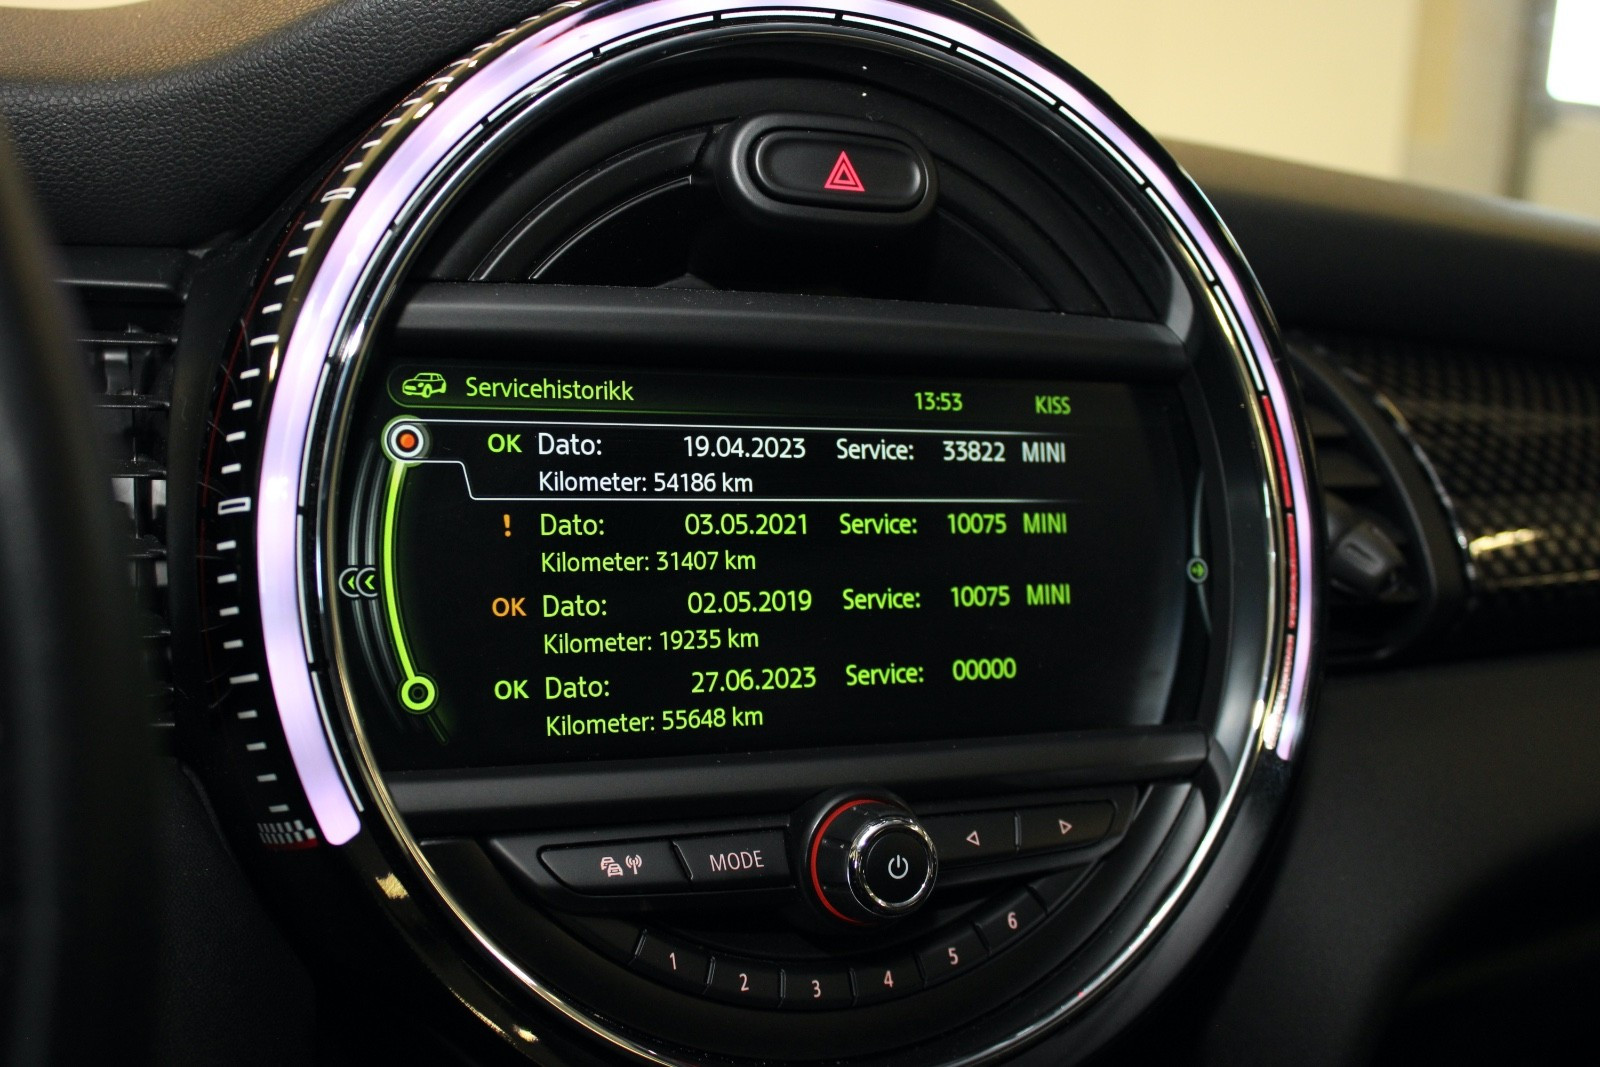 Servicehistorikk 13:53 KISS
OK Dato: 19.04.2023 Service: 33822 MINI
Kilometer: 54186 km
! Dato: 03.05.2021 Service: 10075 MINI
Kilometer: 31407 km
OK Dato: 02.05.2019 Service: 10075 MINI
Kilometer: 19235 km
OK Dato: 27.06.2023 Service: 00000
Kilometer: 55648 km
MODE
1 2 3 4 5 6